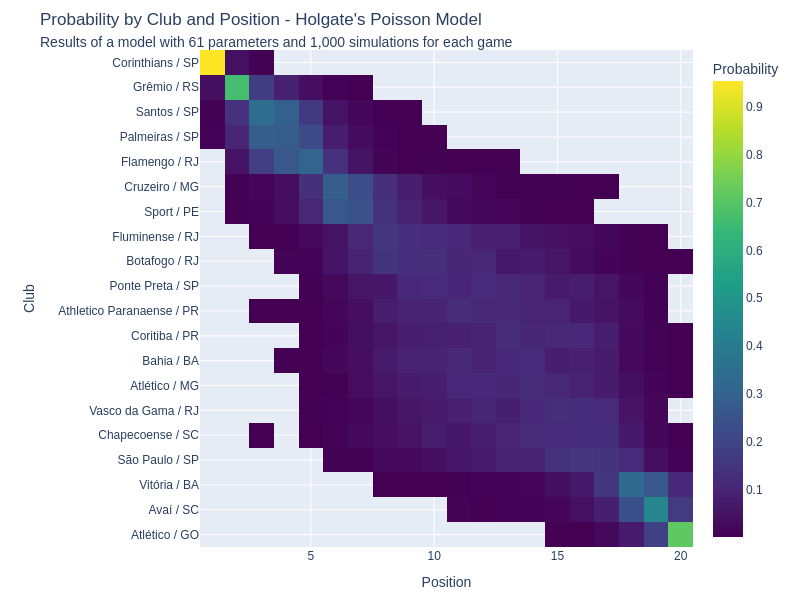 Probability by Club and Position - Holgate's Poisson Model
Results of a model with 61 parameters and 1,000 simulations for each game
Probability
Corinthians / SP
Grêmio / RS
Santos / SP
Palmeiras / SP
Flamengo / RJ
Cruzeiro / MG
Sport / PE
Fluminense / RJ
Botafogo / RJ
Ponte Preta / SP
Athletico Paranaense / PR
Coritiba / PR
Bahia / BA
Atlético / MG
Vasco da Gama / RJ
Chapecoense / SC
São Paulo / SP
Vitória / BA
Avaí / SC
Atlético / GO
Club
5
10
15
20
Position
0.9
0.8
0.7
0.6
0.5
0.4
0.3
0.2
0.1